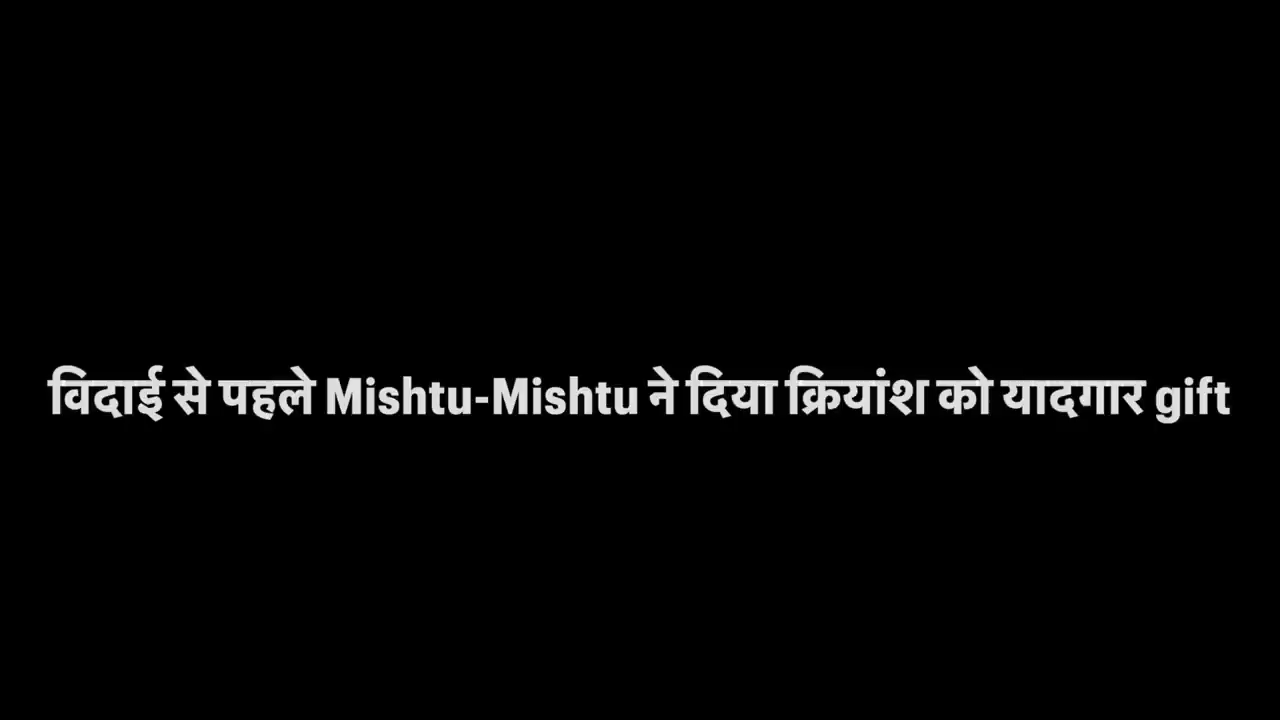 विदाई से पहले Mishtu-Mishtu ने दिया क्रियांश को यादगार gift